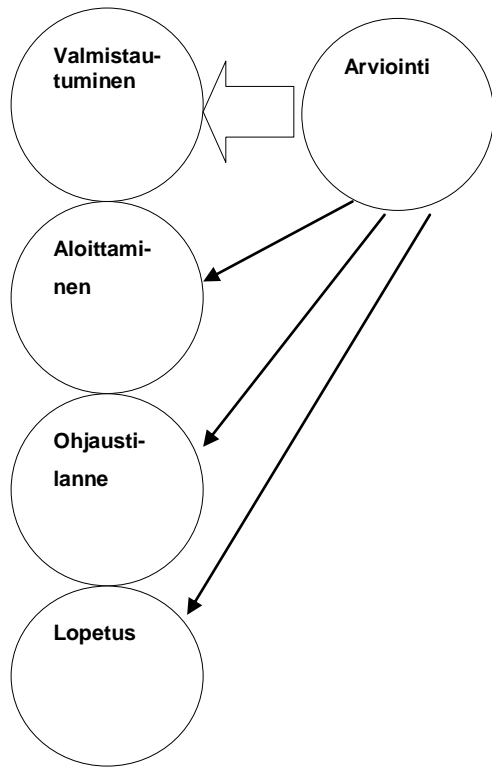 Valmistau-
tuminen
Arviointi
Aloittami-
nen
Ohjausti-
lanne
Lopetus